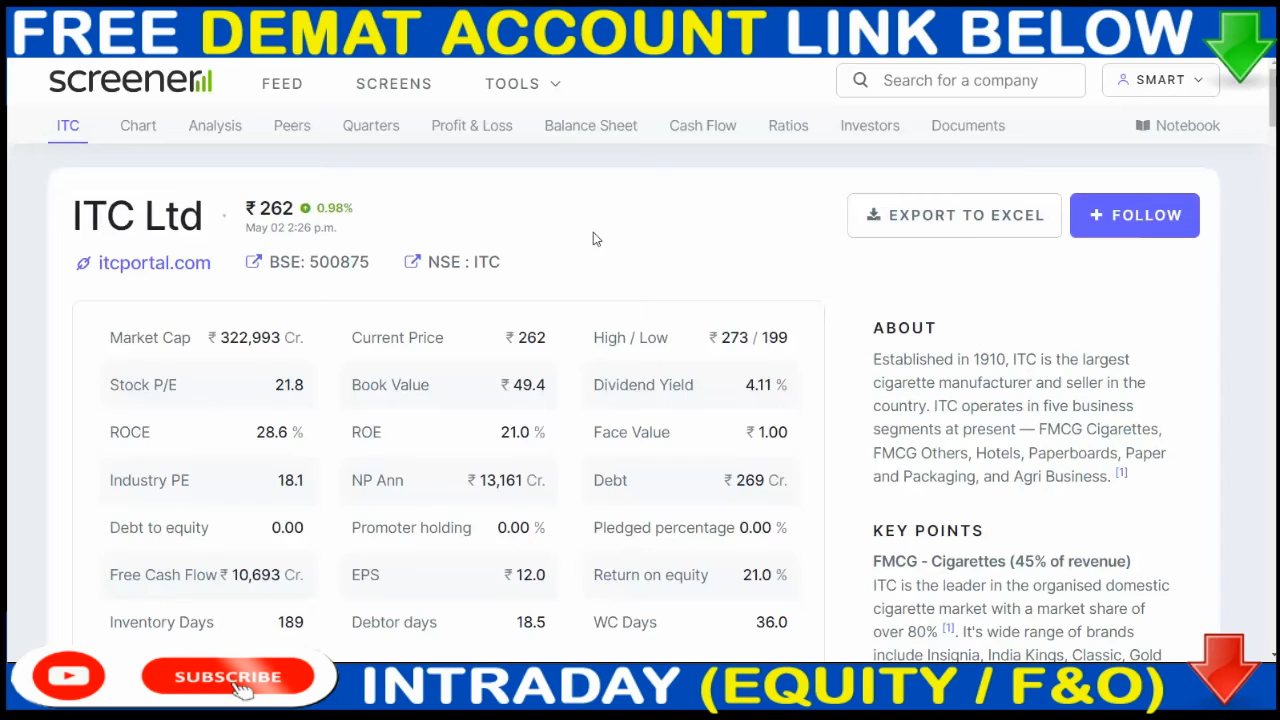 FREE DEMAT ACCOUNT LINK BELOW
screener FEED SCREENS TOOLS Search for a company SMART
ITC Chart Analysis Peers Quarters Profit & Loss Balance Sheet Cash Flow Ratios Investors Documents Notebook
ITC Ltd · ₹ 262 0.98%
May 02 2:26 p.m.
EXPORT TO EXCEL + FOLLOW
itcportal.com BSE: 500875 NSE : ITC
Market Cap ₹ 322,993 Cr. Current Price ₹ 262 High / Low ₹ 273 / 199
Stock P/E 21.8 Book Value ₹ 49.4 Dividend Yield 4.11 %
ROCE 28.6 % ROE 21.0 % Face Value ₹ 1.00
Industry PE 18.1 NP Ann ₹ 13,161 Cr. Debt ₹ 269 Cr.
Debt to equity 0.00 Promoter holding 0.00 % Pledged percentage 0.00 %
Free Cash Flow ₹ 10,693 Cr. EPS ₹ 12.0 Return on equity 21.0 %
Inventory Days 189 Debtor days 18.5 WC Days 36.0
ABOUT
Established in 1910, ITC is the largest
cigarette manufacturer and seller in the
country. ITC operates in five business
segments at present — FMCG Cigarettes,
FMCG Others, Hotels, Paperboards, Paper
and Packaging, and Agri Business. [1]
KEY POINTS
FMCG - Cigarettes (45% of revenue)
ITC is the leader in the organised domestic
cigarette market with a market share of
over 80% [1]. It's wide range of brands
include Insignia, India Kings, Classic, Gold
SUBSCRIBE
INTRADAY (EQUITY / F&O)